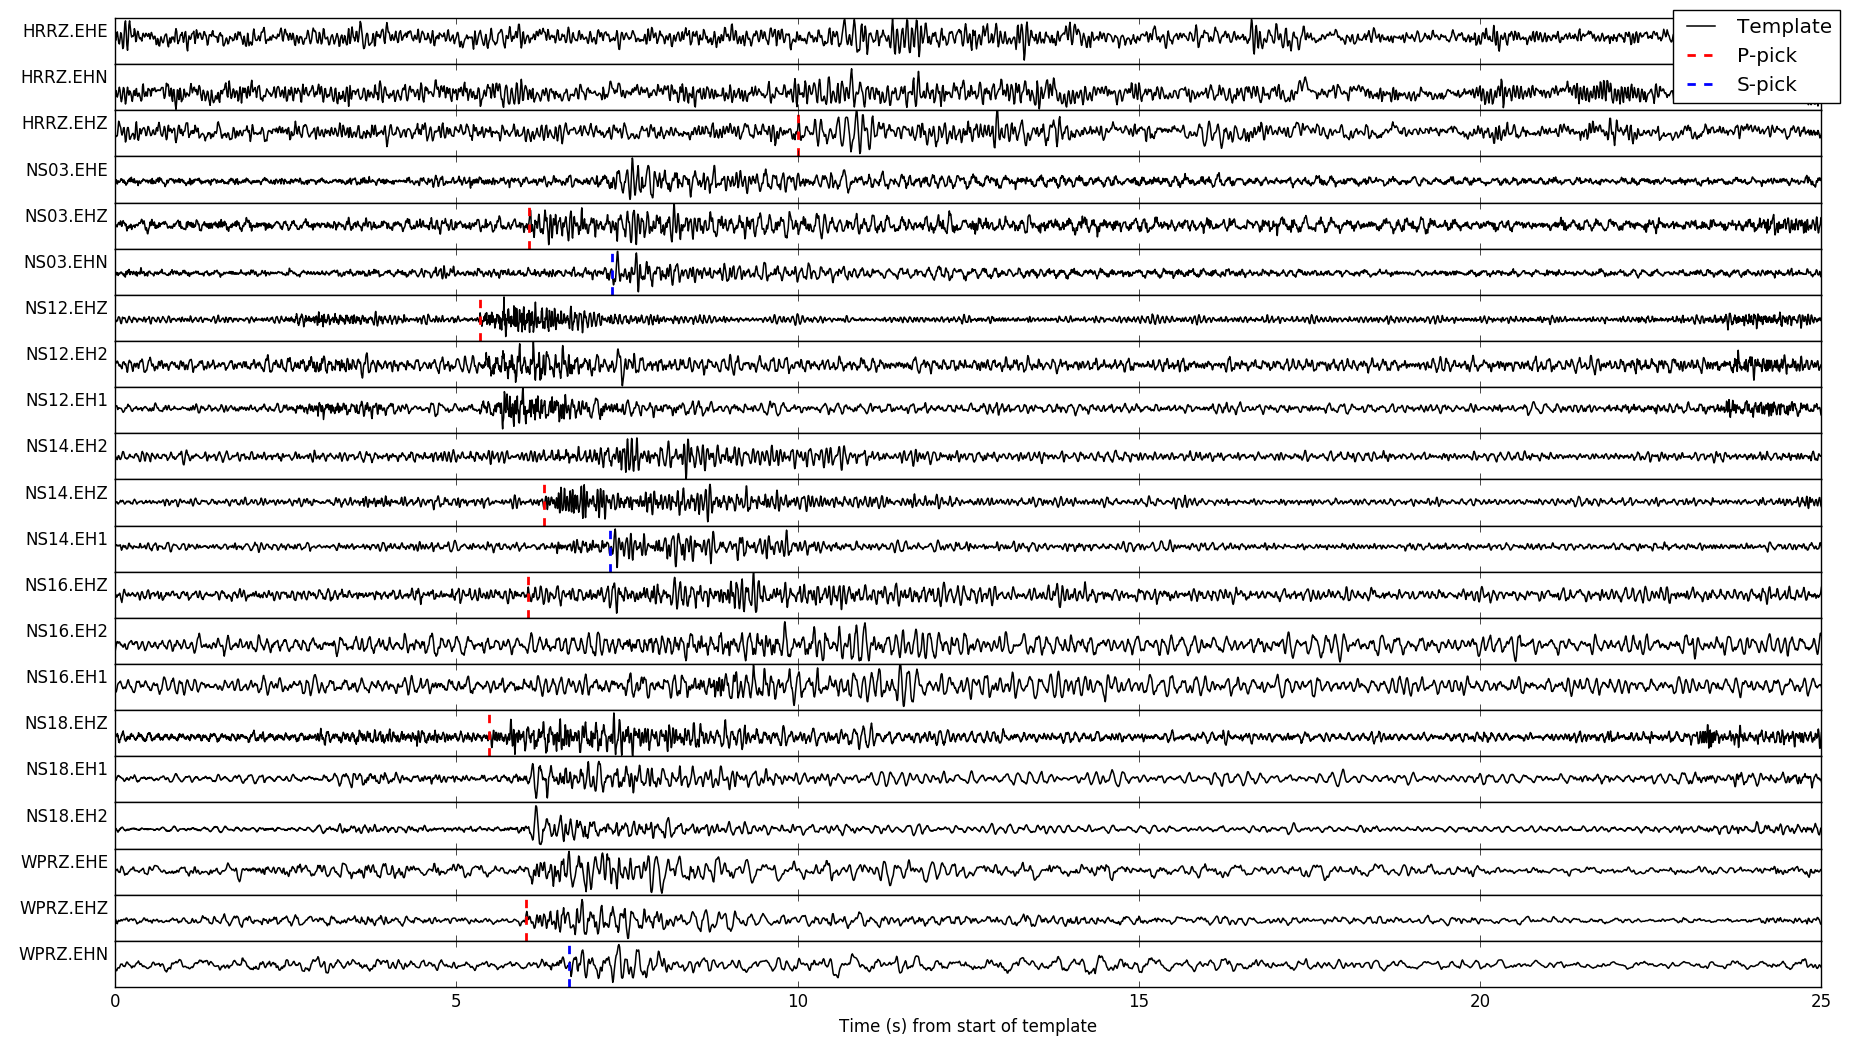 HRRZ.EHE
HRRZ.EHN
HRRZ.EHZ
NS03.EHE
NS03.EHZ
NS03.EHN
NS12.EHZ
NS12.EH2
NS12.EH1
NS14.EH2
NS14.EHZ
NS14.EH1
NS16.EHZ
NS16.EH2
NS16.EH1
NS18.EHZ
NS18.EH1
NS18.EH2
WPRZ.EHE
WPRZ.EHZ
WPRZ.EHN
Template
P-pick
S-pick
0 5 10 15 20 25
Time (s) from start of template